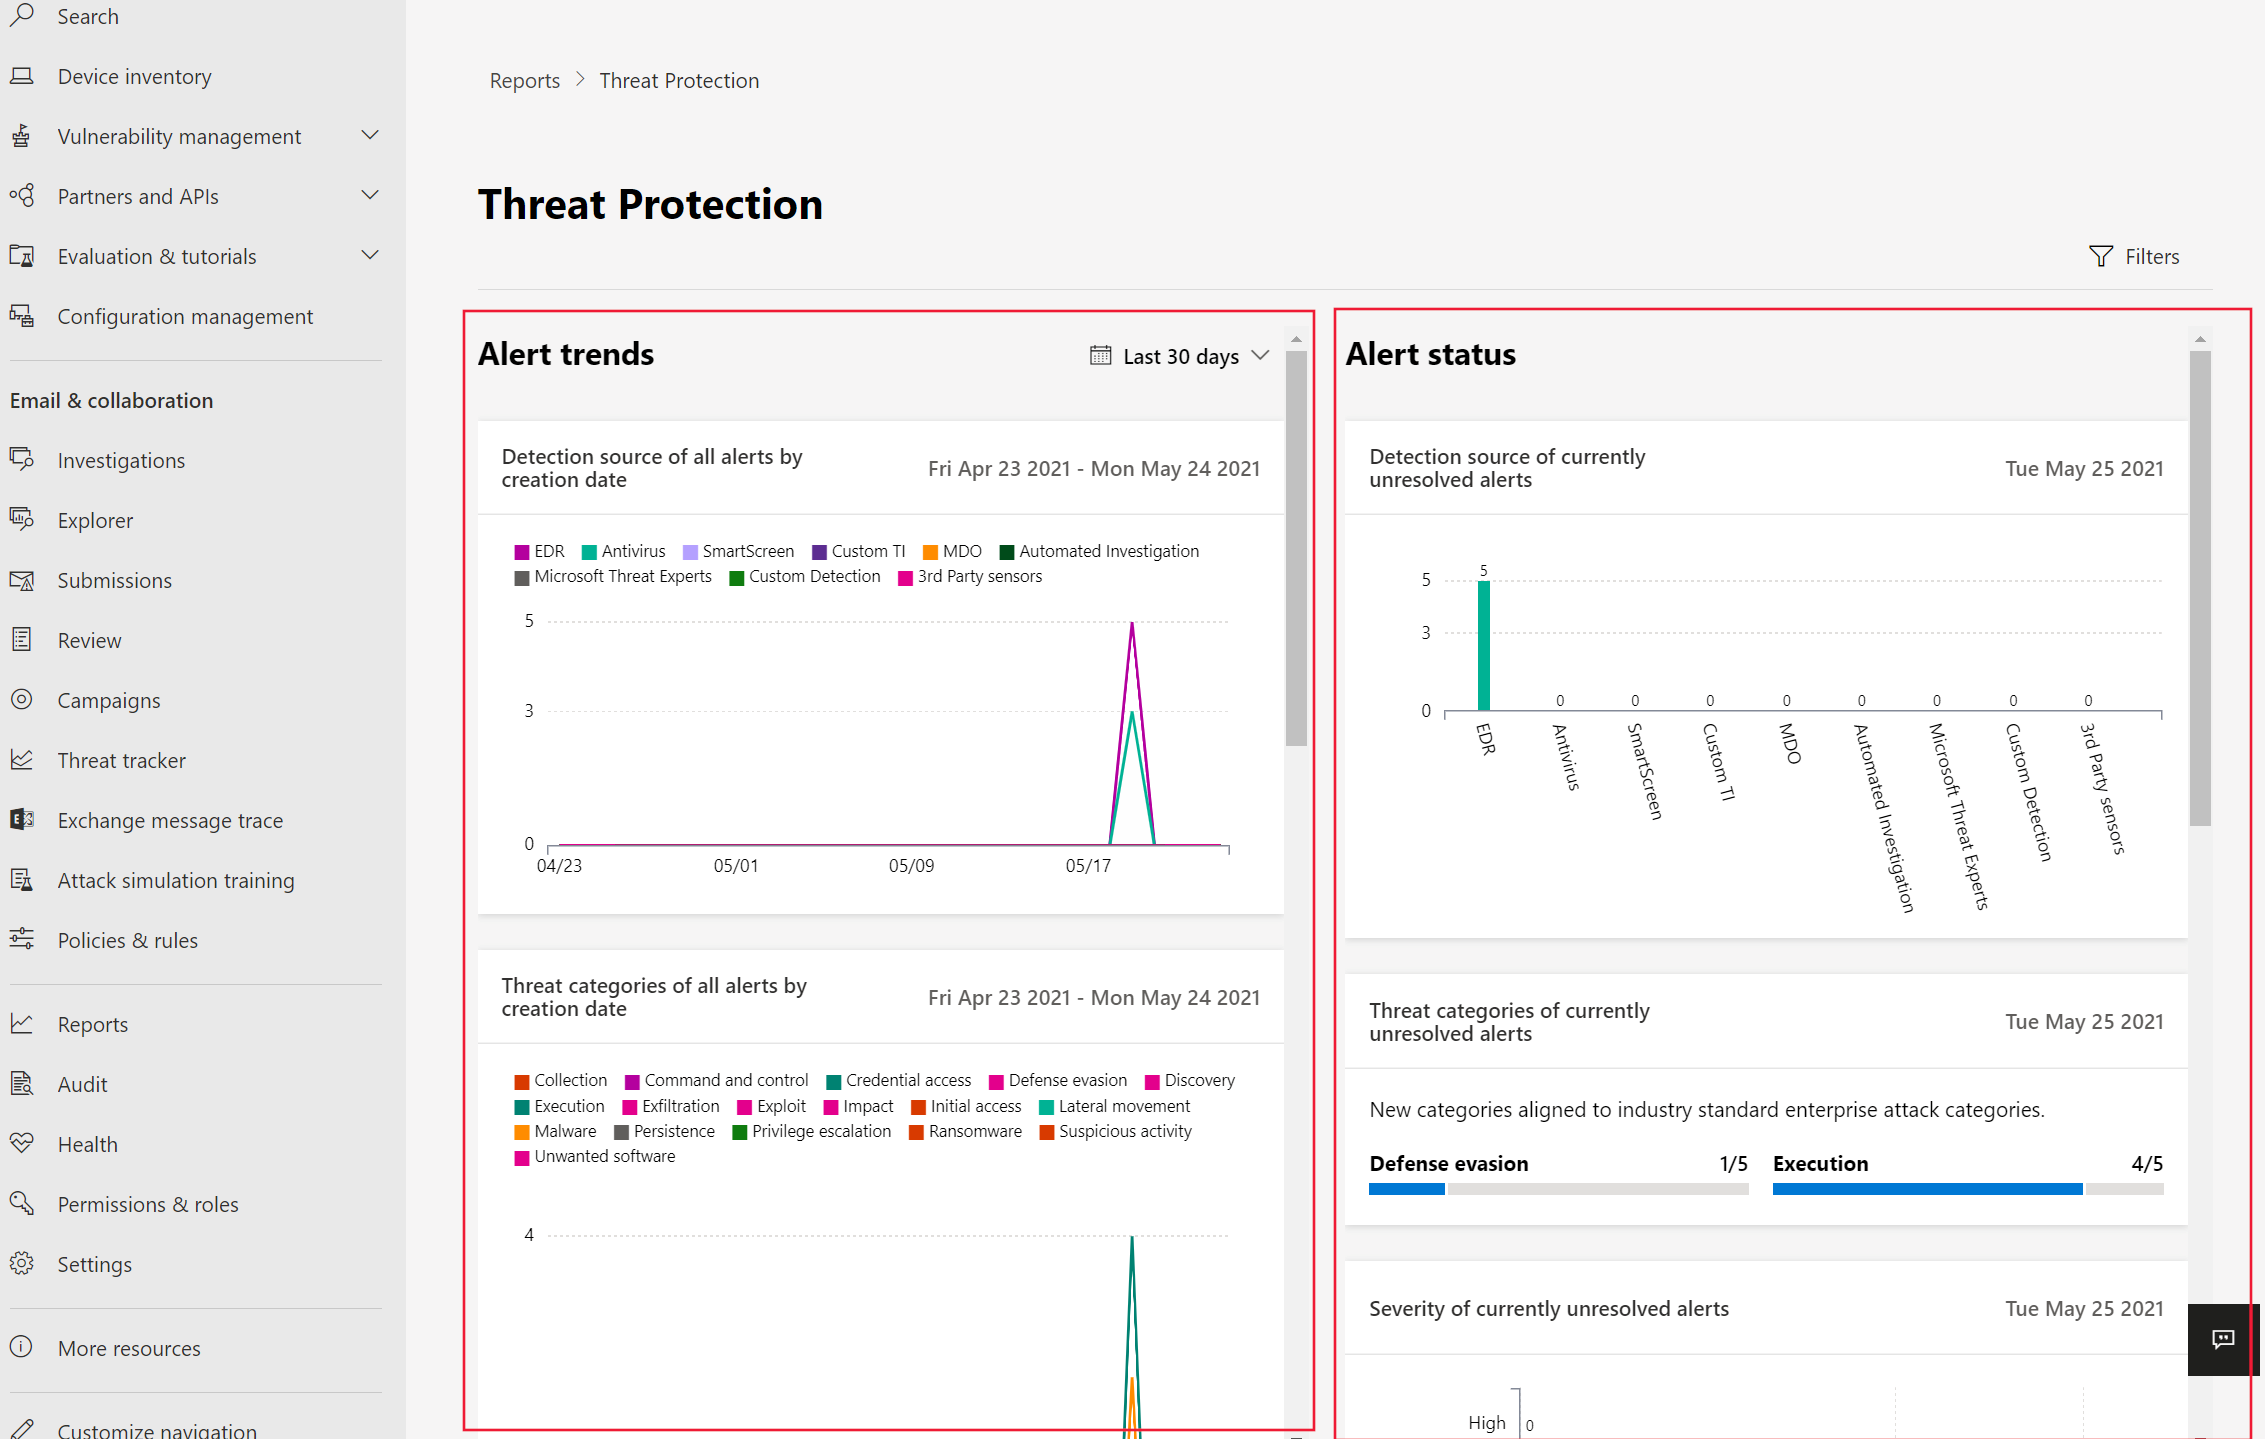 Search
Device inventory
Vulnerability management
Partners and APIs
Evaluation & tutorials
Configuration management
Email & collaboration
Investigations
Explorer
Submissions
Review
Campaigns
Threat tracker
Exchange message trace
Attack simulation training
Policies & rules
Reports
Audit
Health
Permissions & roles
Settings
More resources
Customize navigation
Reports > Threat Protection
Threat Protection
Filters
Alert trends
Last 30 days
Detection source of all alerts by
creation date
Fri Apr 23 2021 - Mon May 24 2021
EDR Antivirus SmartScreen Custom TI MDO Automated Investigation
Microsoft Threat Experts Custom Detection 3rd Party sensors
5
3
0
04/23 05/01 05/09 05/17
Threat categories of all alerts by
creation date
Fri Apr 23 2021 - Mon May 24 2021
Collection Command and control Credential access Defense evasion Discovery
Execution Exfiltration Exploit Impact Initial access Lateral movement
Malware Persistence Privilege escalation Ransomware Suspicious activity
Unwanted software
4
Alert status
Detection source of currently
unresolved alerts
Tue May 25 2021
5
5
3
0 0 0 0 0 0 0 0
0
EDR
Antivirus
SmartScreen
Custom TI
MDO
Automated Investigation
Microsoft Threat Experts
Custom Detection
3rd Party sensors
Threat categories of currently
unresolved alerts
Tue May 25 2021
New categories aligned to industry standard enterprise attack categories.
Defense evasion 1/5 Execution 4/5
Severity of currently unresolved alerts
Tue May 25 2021
High 0